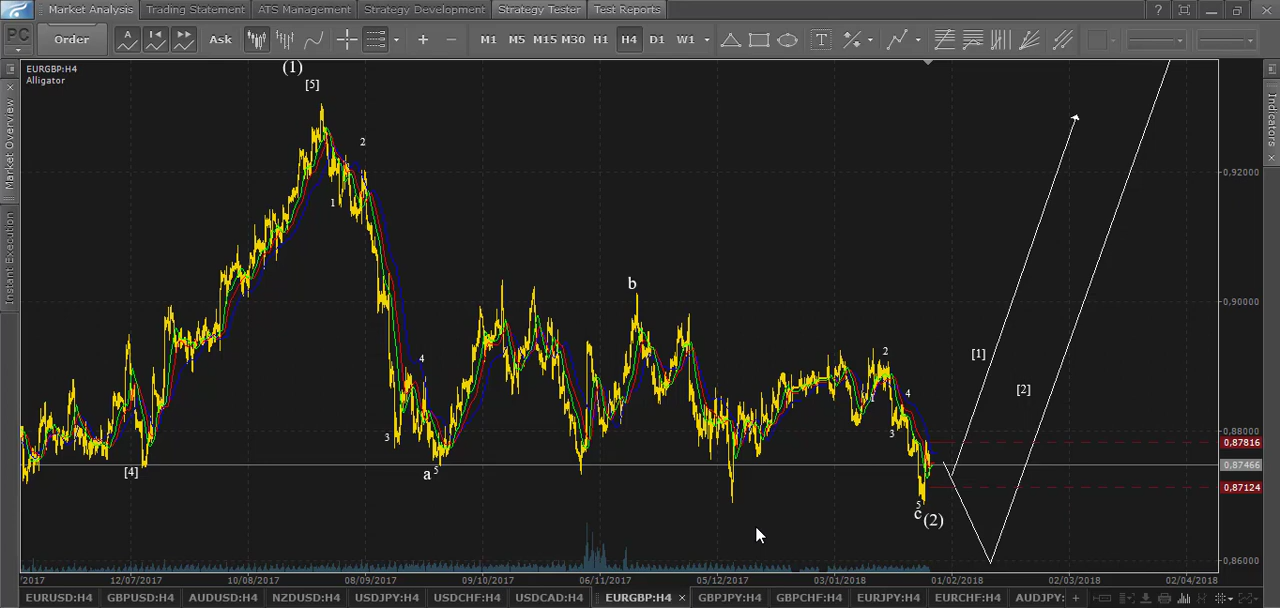 Market Analysis Trading Statement ATS Management Strategy Development Strategy Tester Test Reports ?
PC Order A Ask M1 M5 M15 M30 H1 H4 D1 W1 T
EURGBP:H4
Alligator
Market Overview
Instant Execution
Indicators
(1)
[5]
2
1
4
3
a 5
[4]
b
2
1
4
3
5
c (2)
[1]
[2]
0,92000
0,90000
0,88000
0,87816
0,87466
0,87124
0,86000
/2017 12/07/2017 10/08/2017 08/09/2017 09/10/2017 06/11/2017 05/12/2017 03/01/2018 01/02/2018 02/03/2018 02/04/2018
EURUSD:H4 GBPUSD:H4 AUDUSD:H4 NZDUSD:H4 USDJPY:H4 USDCHF:H4 USDCAD:H4 EURGBP:H4 GBPJPY:H4 GBPCHF:H4 EURJPY:H4 EURCHF:H4 AUDJPY: